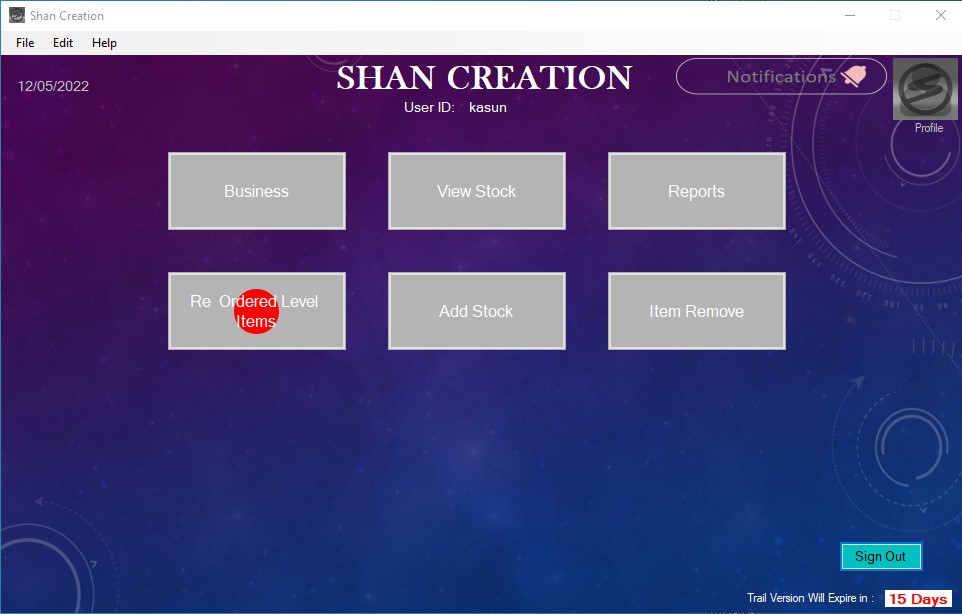 Shan Creation
File Edit Help
12/05/2022
SHAN CREATION
Notifications
User ID: kasun
Profile
Business
View Stock
Reports
Re Ordered Level
Items
Add Stock
Item Remove
Sign Out
Trail Version Will Expire in : 15 Days